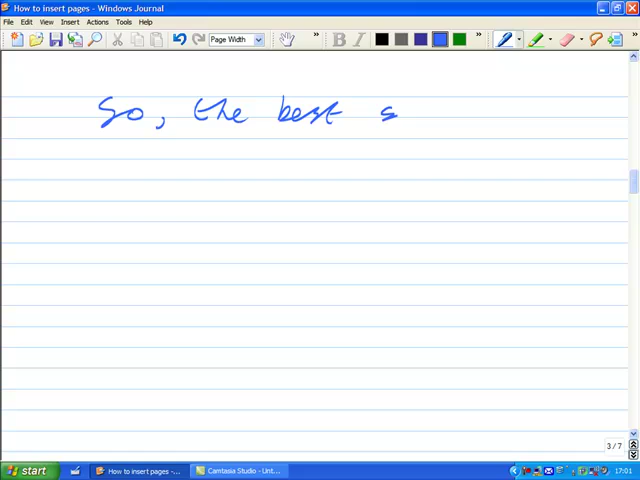 How to insert pages - Windows Journal
File Edit View Insert Actions Tools Help
Page Width » B I »
So, the best s
3 / 7
start How to insert pages -... Camtasia Studio - Unt... 17:01